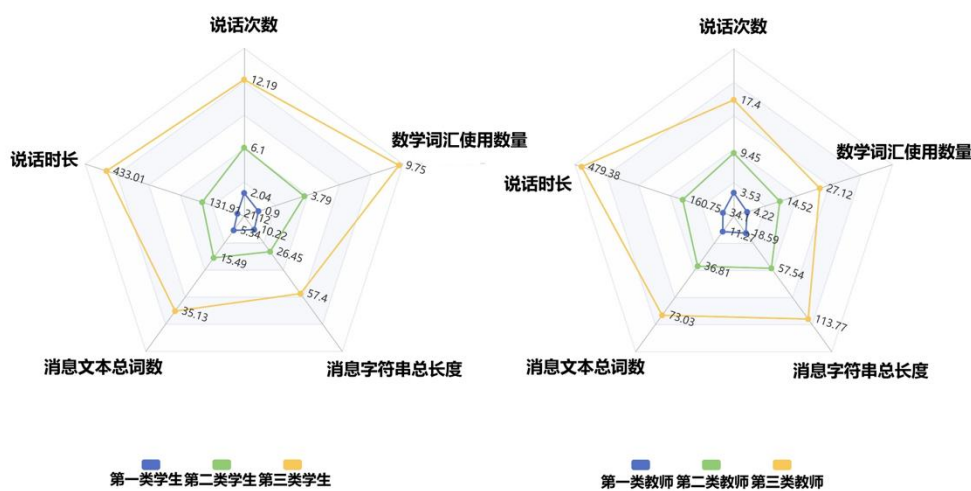 说话次数
12.19
数学词汇使用数量
9.75
说话时长
433.01
6.1
3.79
131.91
2.04
0.9
21.12
5.34
10.22
15.49
26.45
35.13
57.4
消息文本总词数
消息字符串总长度
第一类学生
第二类学生
第三类学生
说话次数
17.4
数学词汇使用数量
27.12
说话时长
479.38
9.45
14.52
160.75
3.53
4.22
11.27
18.59
36.81
57.54
73.03
113.77
消息文本总词数
消息字符串总长度
第一类教师
第二类教师
第三类教师